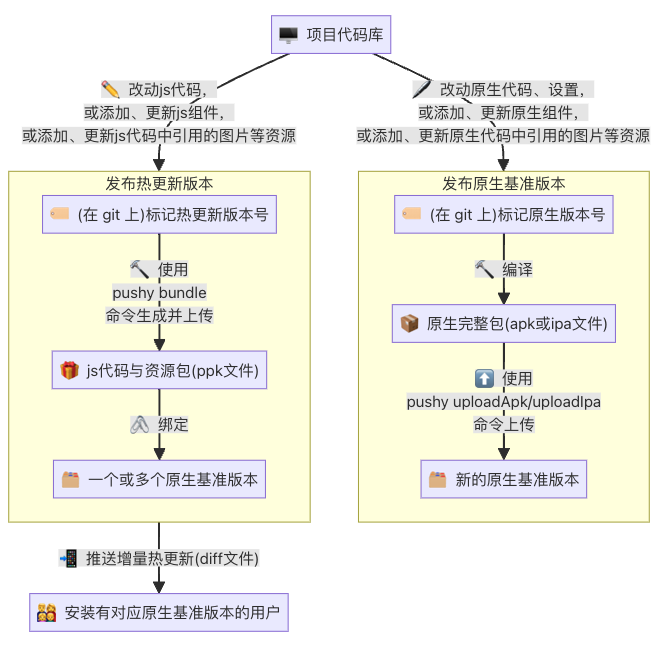 项目代码库
改动js代码，
或添加、更新js组件，
或添加、更新js代码中引用的图片等资源
改动原生代码、设置，
或添加、更新原生组件，
或添加、更新原生代码中引用的图片等资源
发布热更新版本
(在 git 上)标记热更新版本号
使用
pushy bundle
命令生成并上传
js代码与资源包(ppk文件)
绑定
一个或多个原生基准版本
推送增量热更新(diff文件)
安装有对应原生基准版本的用户
发布原生基准版本
(在 git 上)标记原生版本号
编译
原生完整包(apk或ipa文件)
使用
pushy uploadApk/uploadIpa
命令上传
新的原生基准版本